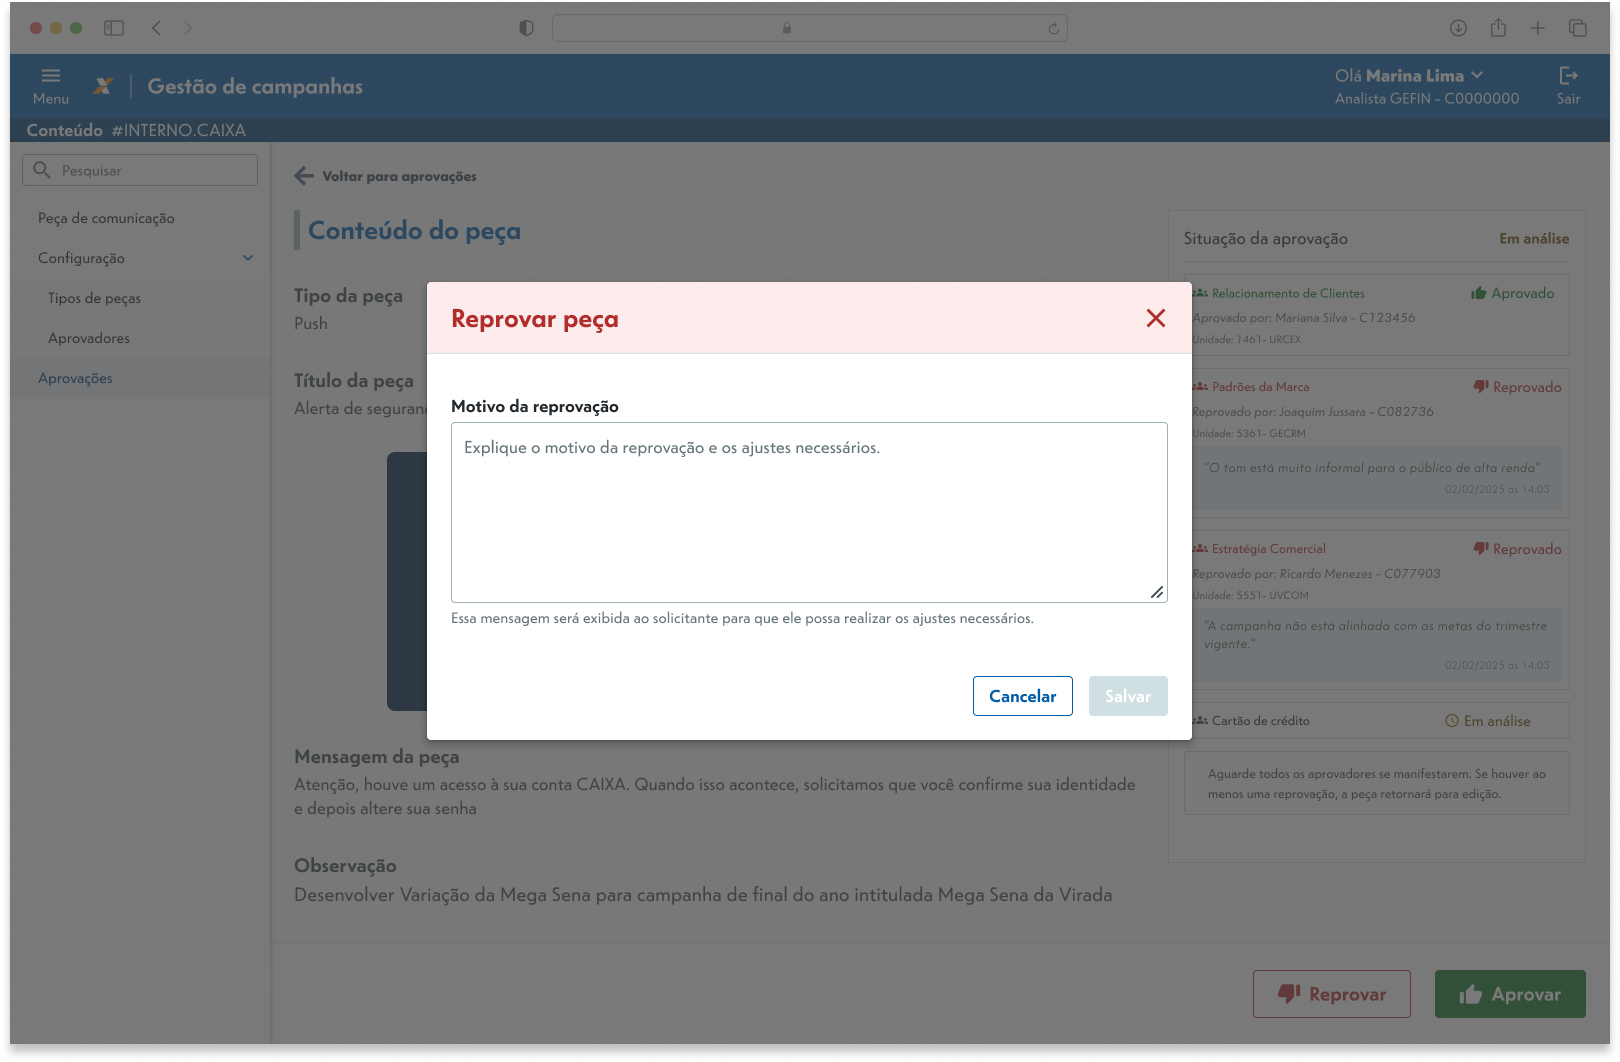 Menu
Gestão de campanhas
Olá Marina Lima
Analista GEFIN - C0000000
Sair
Conteúdo #INTERNO.CAIXA
Pesquisar
Peça de comunicação
Configuração
Tipos de peças
Aprovadores
Aprovações
Voltar para aprovações
Conteúdo do peça
Tipo da peça
Push
Título da peça
Alerta de seguran
Reprovar peça
Motivo da reprovação
Explique o motivo da reprovação e os ajustes necessários.
Essa mensagem será exibida ao solicitante para que ele possa realizar os ajustes necessários.
Cancelar
Salvar
Mensagem da peça
Atenção, houve um acesso à sua conta CAIXA. Quando isso acontece, solicitamos que você confirme sua identidade
e depois altere sua senha
Observação
Desenvolver Variação da Mega Sena para campanha de final do ano intitulada Mega Sena da Virada
Situação da aprovação
Em análise
Relacionamento de Clientes
Aprovado
Aprovado por: Mariana Silva - C123456
Unidade: 1461- URCEX
Padrões da Marca
Reprovado
Reprovado por: Joaquim Jussara - C082736
Unidade: 5361- GECRM
"O tom está muito informal para o público de alta renda"
02/02/2025 as 14:03
Estratégia Comercial
Reprovado
Reprovado por: Ricardo Menezes - C077903
Unidade: 5551- UVCOM
"A campanha não está alinhada com as metas do trimestre
vigente."
02/02/2025 as 14:03
Cartão de crédito
Em análise
Aguarde todos os aprovadores se manifestarem. Se houver ao
menos uma reprovação, a peça retornará para edição.
Reprovar
Aprovar